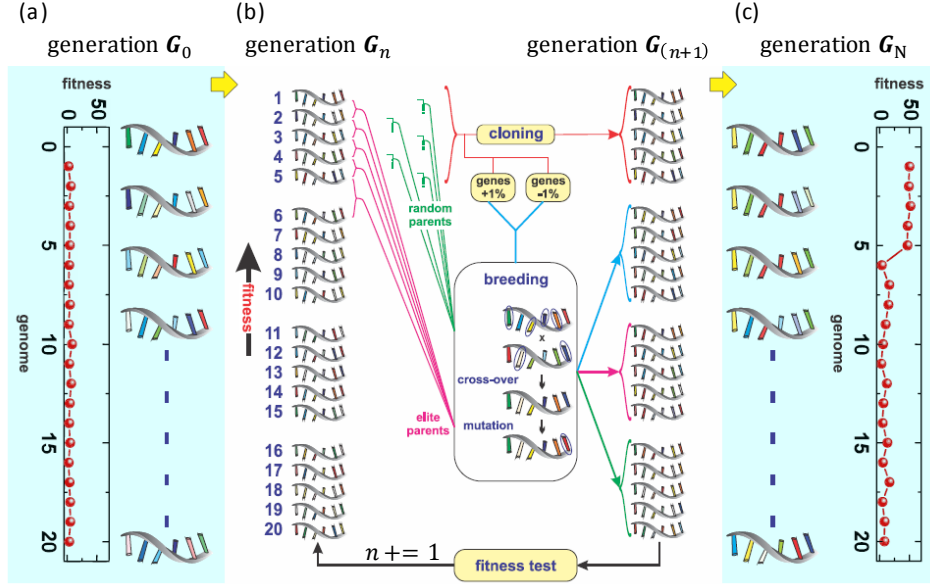 (a)
generation G₀
fitness
50
0
0
5
10
15
20
genome
(b)
generation Gₙ
generation G₍ₙ₊₁₎
1
2
3
4
5
6
7
8
9
10
11
12
13
14
15
16
17
18
19
20
fitness
random
parents
elite
parents
cloning
genes
+1%
genes
-1%
breeding
x
cross-over
mutation
n += 1
fitness test
(c)
generation G_N
fitness
50
0
0
5
10
15
20
genome